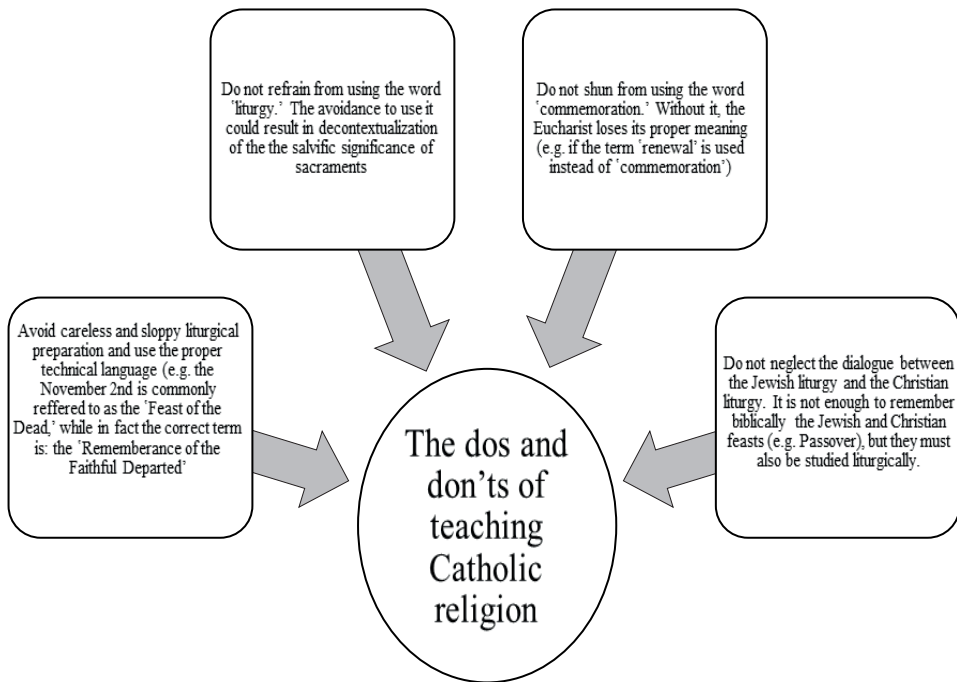 Do not refrain from using the word
'liturgy.' The avoidance to use it
could result in decontextualization
of the the salvific significance of
sacraments
Do not shun from using the word
'commemoration.' Without it, the
Eucharist loses its proper meaning
(e.g. if the term 'renewal' is used
instead of 'commemoration')
Avoid careless and sloppy liturgical
preparation and use the proper
technical language (e.g. the
November 2nd is commonly
reffered to as the 'Feast of the
Dead,' while in fact the correct term
is: the 'Rememberance of the
Faithful Departed'
Do not neglect the dialogue between
the Jewish liturgy and the Christian
liturgy. It is not enough to remember
biblically the Jewish and Christian
feasts (e.g. Passover), but they must
also be studied liturgically.
The dos and
don'ts of
teaching
Catholic
religion